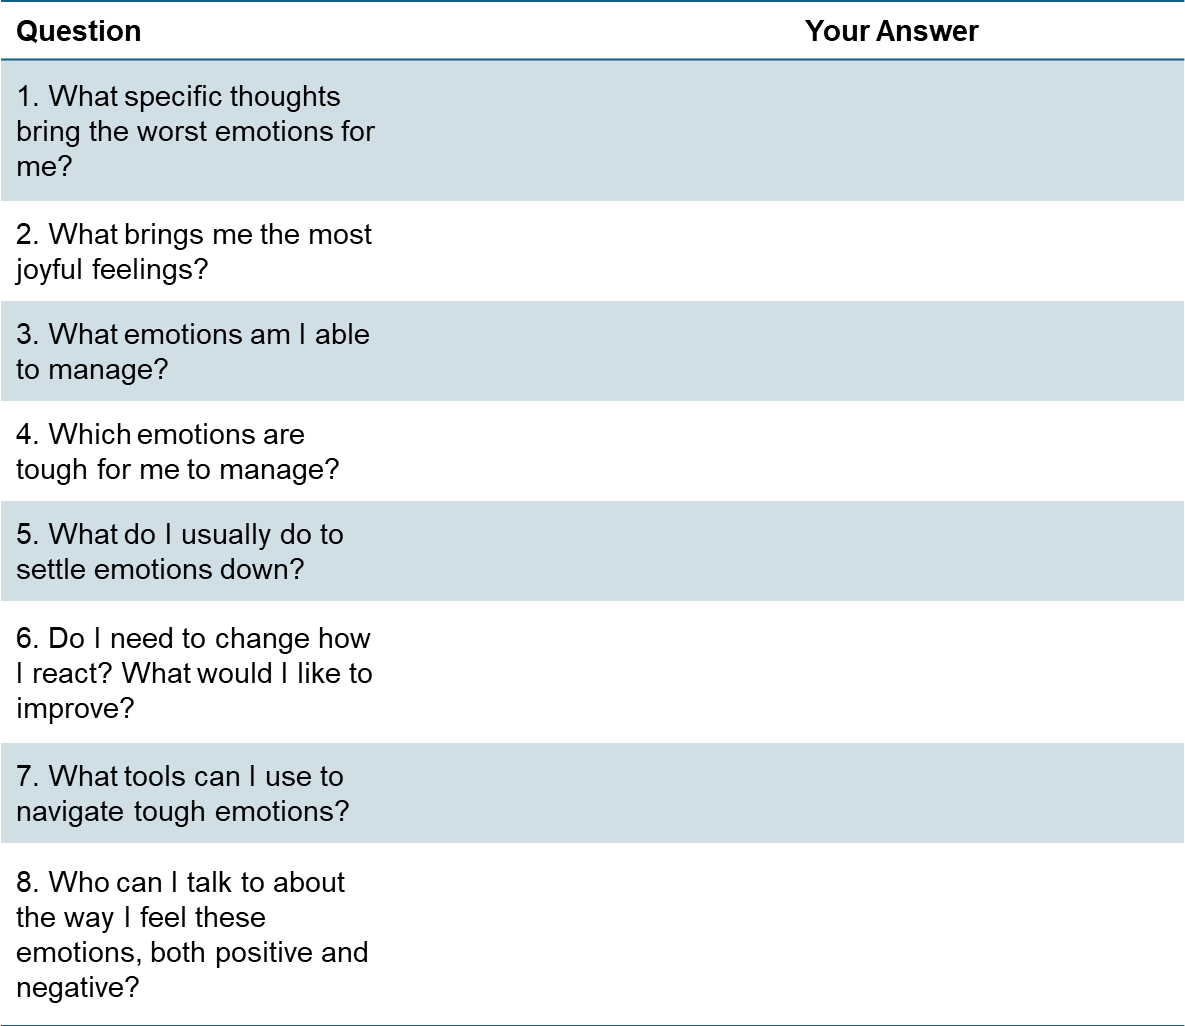 Question Your Answer
1. What specific thoughts
bring the worst emotions for
me?
2. What brings me the most
joyful feelings?
3. What emotions am I able
to manage?
4. Which emotions are
tough for me to manage?
5. What do I usually do to
settle emotions down?
6. Do I need to change how
I react? What would I like to
improve?
7. What tools can I use to
navigate tough emotions?
8. Who can I talk to about
the way I feel these
emotions, both positive and
negative?